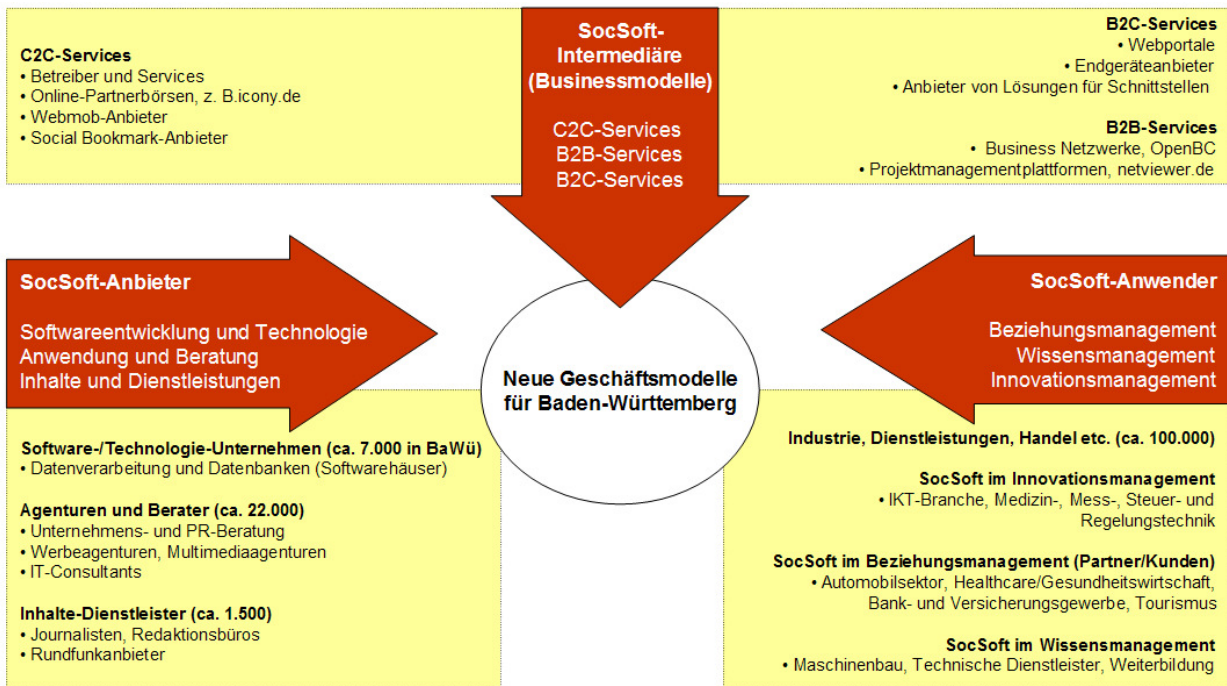 C2C-Services
• Betreiber und Services
• Online-Partnerbörsen, z. B.icony.de
• Webmob-Anbieter
• Social Bookmark-Anbieter
SocSoft-
Intermediäre
(Businessmodelle)
C2C-Services
B2B-Services
B2C-Services
B2C-Services
• Webportale
• Endgeräteanbieter
• Anbieter von Lösungen für Schnittstellen
B2B-Services
• Business Netzwerke, OpenBC
• Projektmanagementplattformen, netviewer.de
SocSoft-Anbieter
Softwareentwicklung und Technologie
Anwendung und Beratung
Inhalte und Dienstleistungen
Neue Geschäftsmodelle
für Baden-Württemberg
SocSoft-Anwender
Beziehungsmanagement
Wissensmanagement
Innovationsmanagement
Software-/Technologie-Unternehmen (ca. 7.000 in BaWü)
• Datenverarbeitung und Datenbanken (Softwarehäuser)
Agenturen und Berater (ca. 22.000)
• Unternehmens- und PR-Beratung
• Werbeagenturen, Multimediaagenturen
• IT-Consultants
Inhalte-Dienstleister (ca. 1.500)
• Journalisten, Redaktionsbüros
• Rundfunkanbieter
Industrie, Dienstleistungen, Handel etc. (ca. 100.000)
SocSoft im Innovationsmanagement
• IKT-Branche, Medizin-, Mess-, Steuer- und
Regelungstechnik
SocSoft im Beziehungsmanagement (Partner/Kunden)
• Automobilsektor, Healthcare/Gesundheitswirtschaft,
Bank- und Versicherungsgewerbe, Tourismus
SocSoft im Wissensmanagement
• Maschinenbau, Technische Dienstleister, Weiterbildung